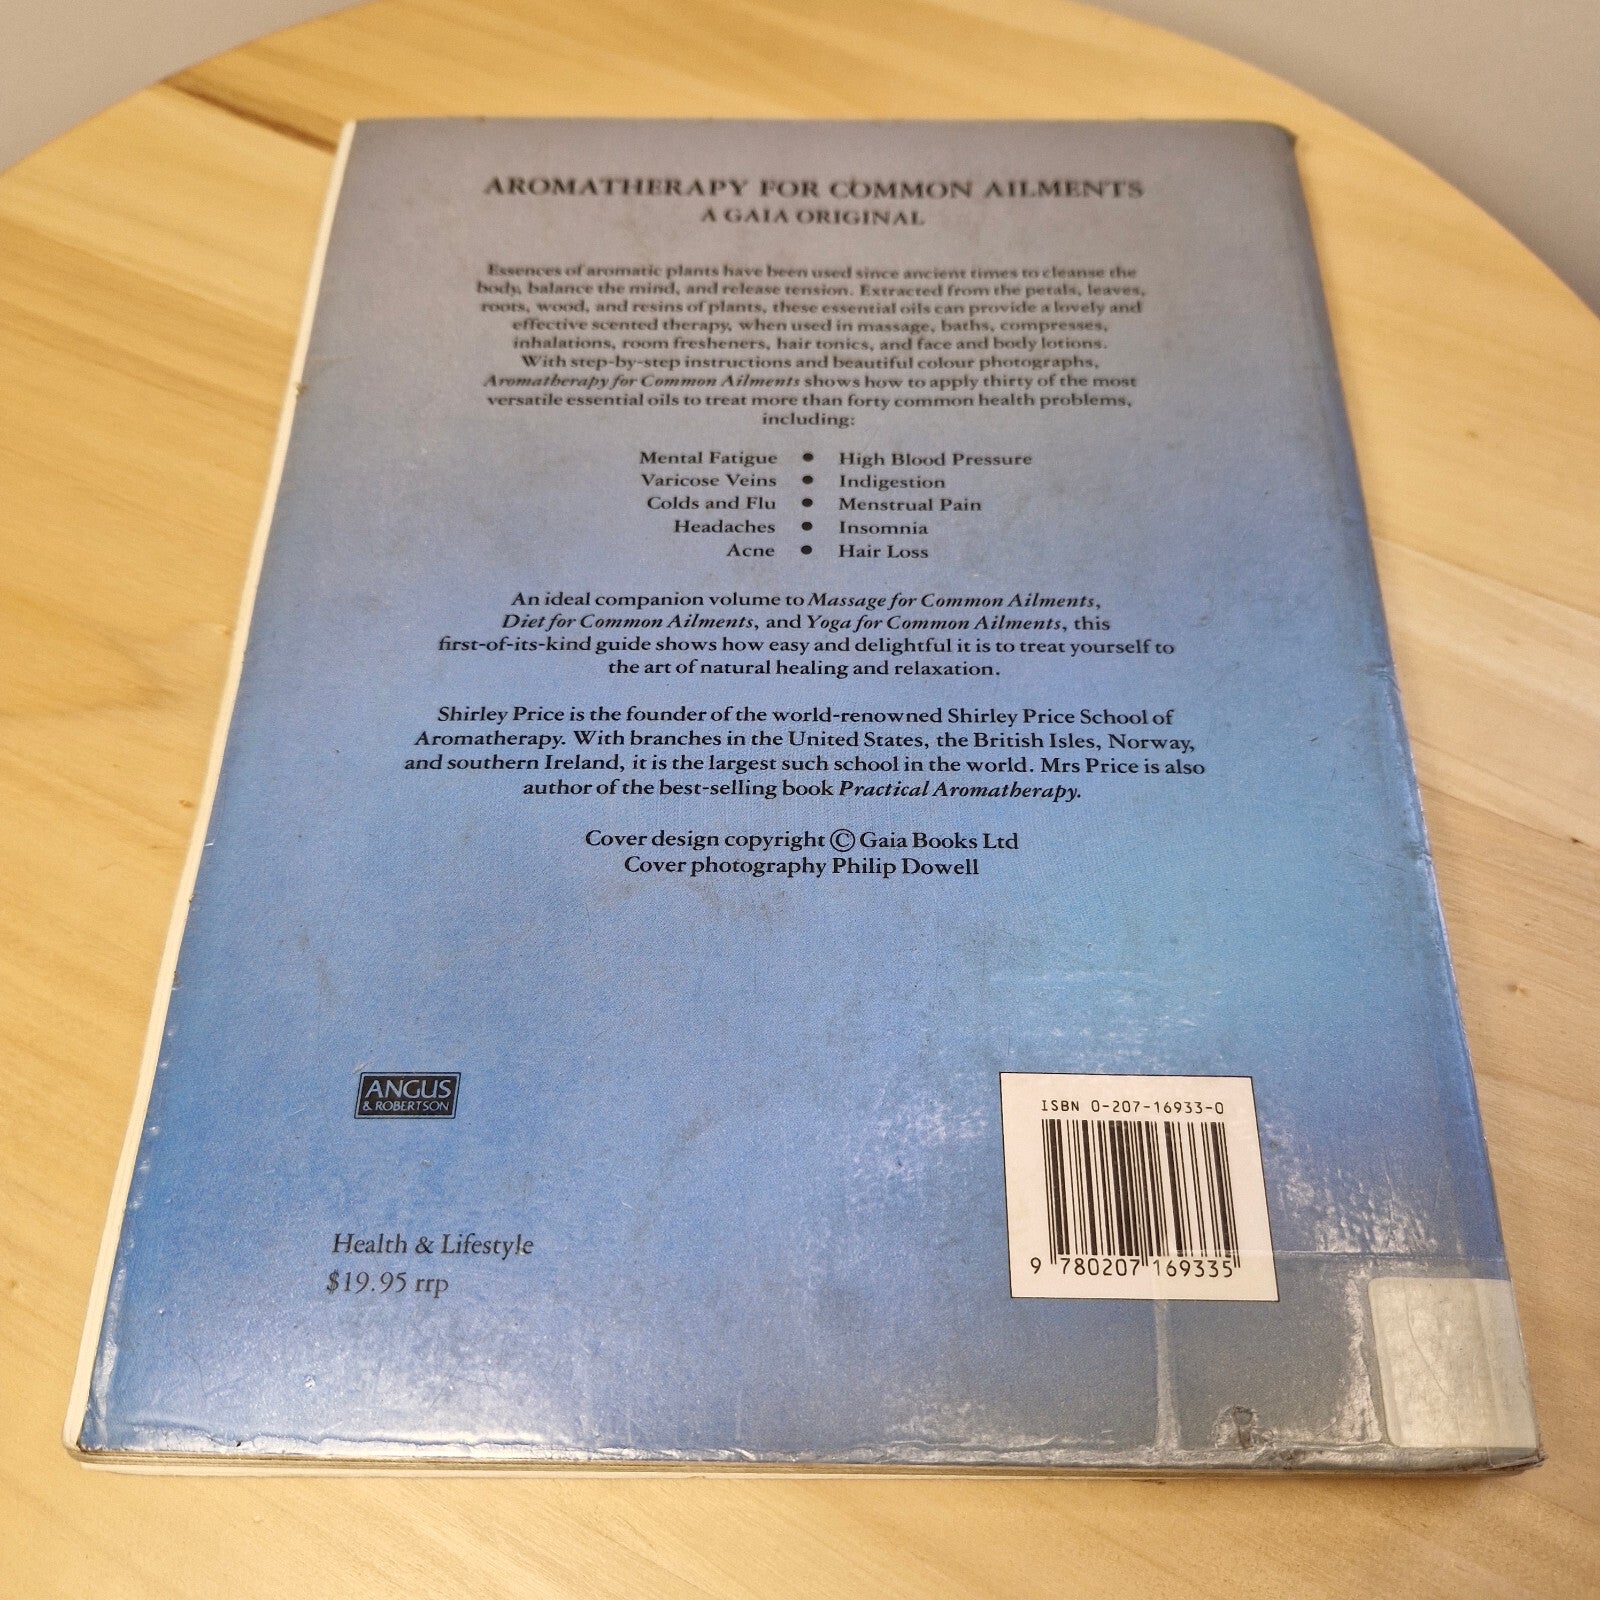 AROMATHERAPY FOR COMMON AILMENTS
A GAIA ORIGINAL
Essences of aromatic plants have been used since ancient times to cleanse the
body, balance the mind, and release tension. Extracted from the petals, leaves,
roots, wood, and resins of plants, these essential oils can provide a lovely and
effective scented therapy, when used in massage, baths, compresses,
inhalations, room fresheners, hair tonics, and face and body lotions.
With step-by-step instructions and beautiful colour photographs,
Aromatherapy for Common Ailments shows how to apply thirty of the most
versatile essential oils to treat more than forty common health problems,
including:
Mental Fatigue • High Blood Pressure
Varicose Veins • Indigestion
Colds and Flu • Menstrual Pain
Headaches • Insomnia
Acne • Hair Loss
An ideal companion volume to Massage for Common Ailments,
Diet for Common Ailments, and Yoga for Common Ailments, this
first-of-its-kind guide shows how easy and delightful it is to treat yourself to
the art of natural healing and relaxation.
Shirley Price is the founder of the world-renowned Shirley Price School of
Aromatherapy. With branches in the United States, the British Isles, Norway,
and southern Ireland, it is the largest such school in the world. Mrs Price is also
author of the best-selling book Practical Aromatherapy.
Cover design copyright © Gaia Books Ltd
Cover photography Philip Dowell
ANGUS
& ROBERTSON
ISBN 0-207-16933-0
9 780207 169335
Health & Lifestyle
$19.95 rrp